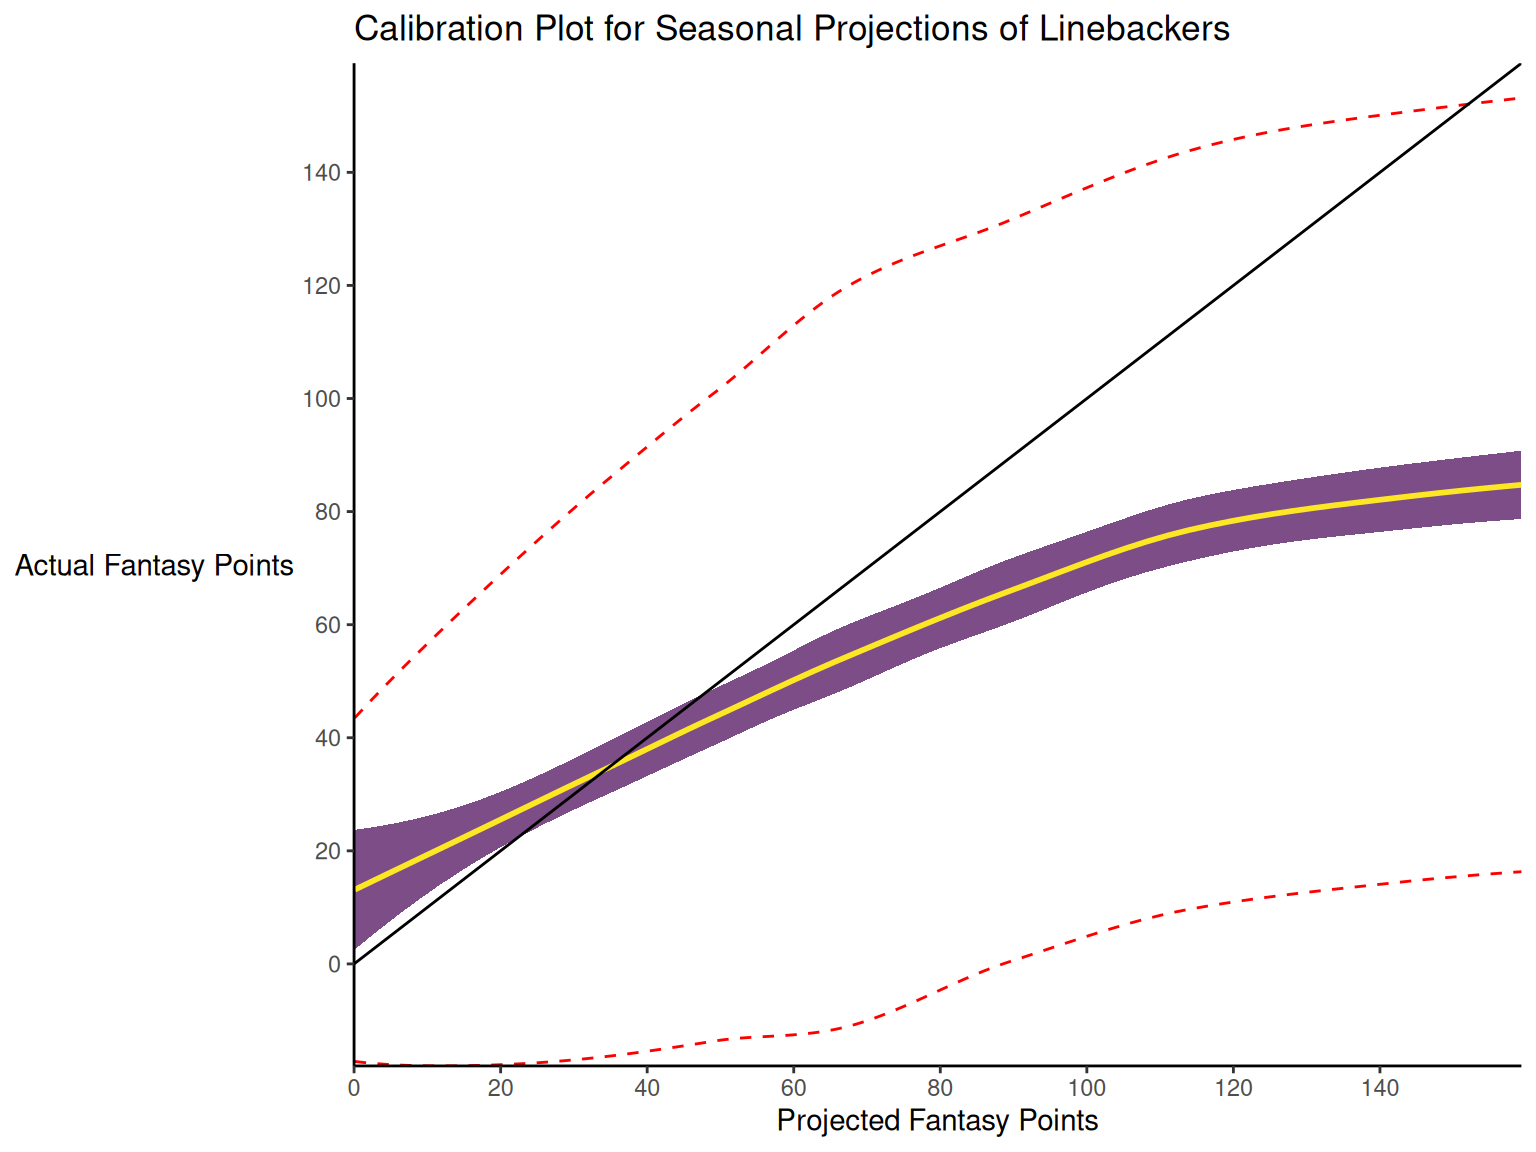 Calibration Plot for Seasonal Projections of Linebackers
140
120
100
80
Actual Fantasy Points
60
40
20
0
0 20 40 60 80 100 120 140
Projected Fantasy Points